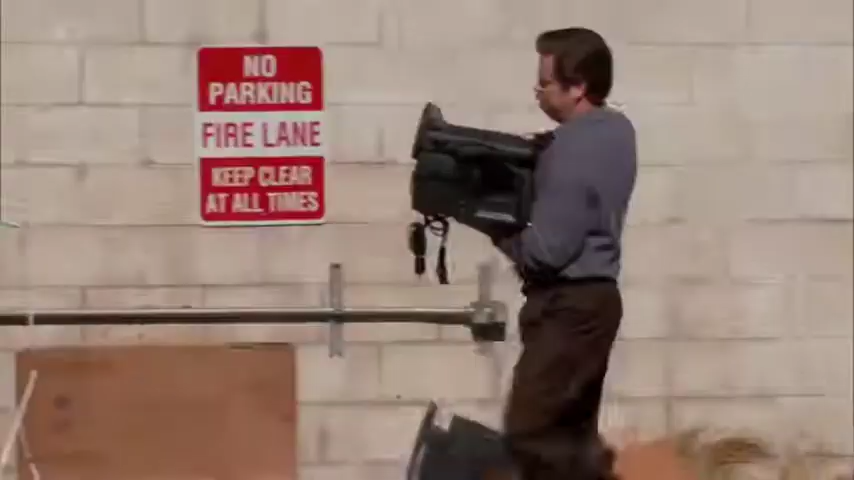 NO
PARKING
FIRE LANE
KEEP CLEAR
AT ALL TIMES